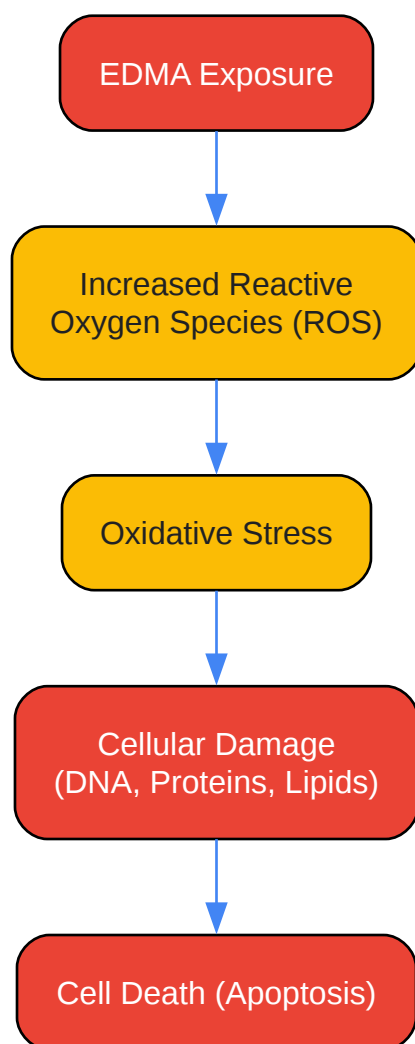 EDMA Exposure
Increased Reactive
Oxygen Species (ROS)
Oxidative Stress
Cellular Damage
(DNA, Proteins, Lipids)
Cell Death (Apoptosis)